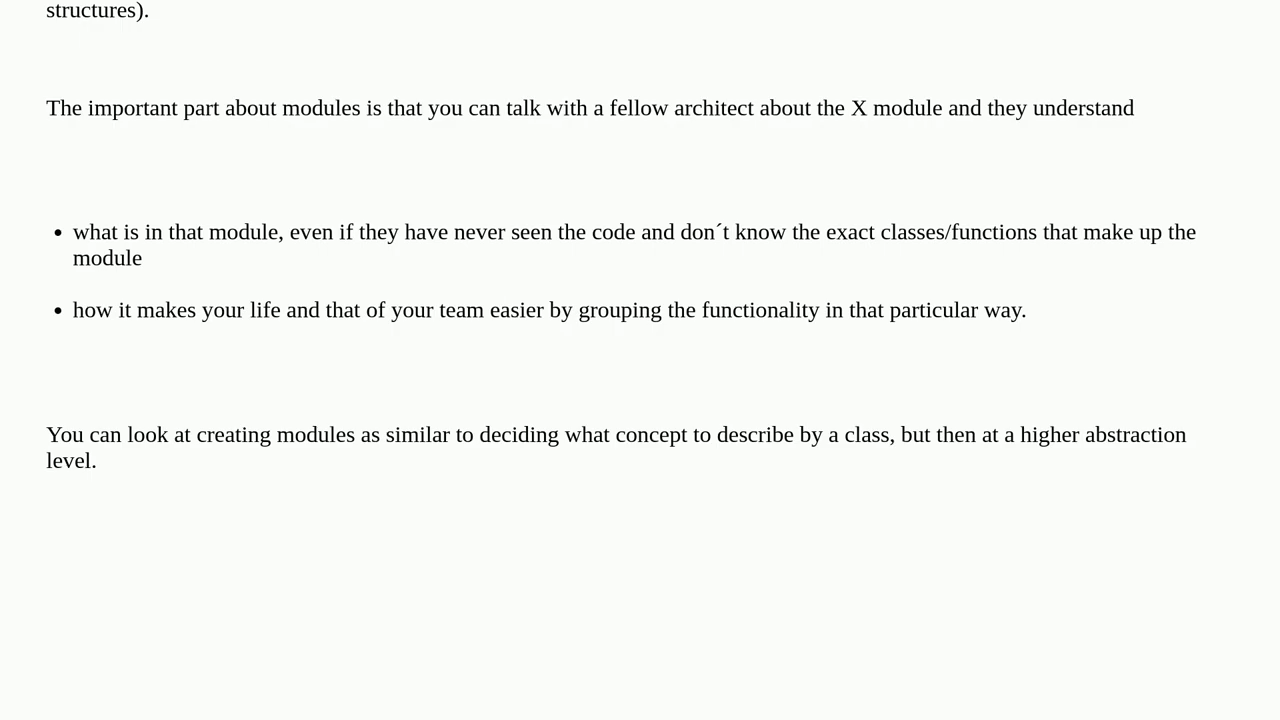 structures).
The important part about modules is that you can talk with a fellow architect about the X module and they understand
• what is in that module, even if they have never seen the code and don´t know the exact classes/functions that make up the
module
• how it makes your life and that of your team easier by grouping the functionality in that particular way.
You can look at creating modules as similar to deciding what concept to describe by a class, but then at a higher abstraction
level.